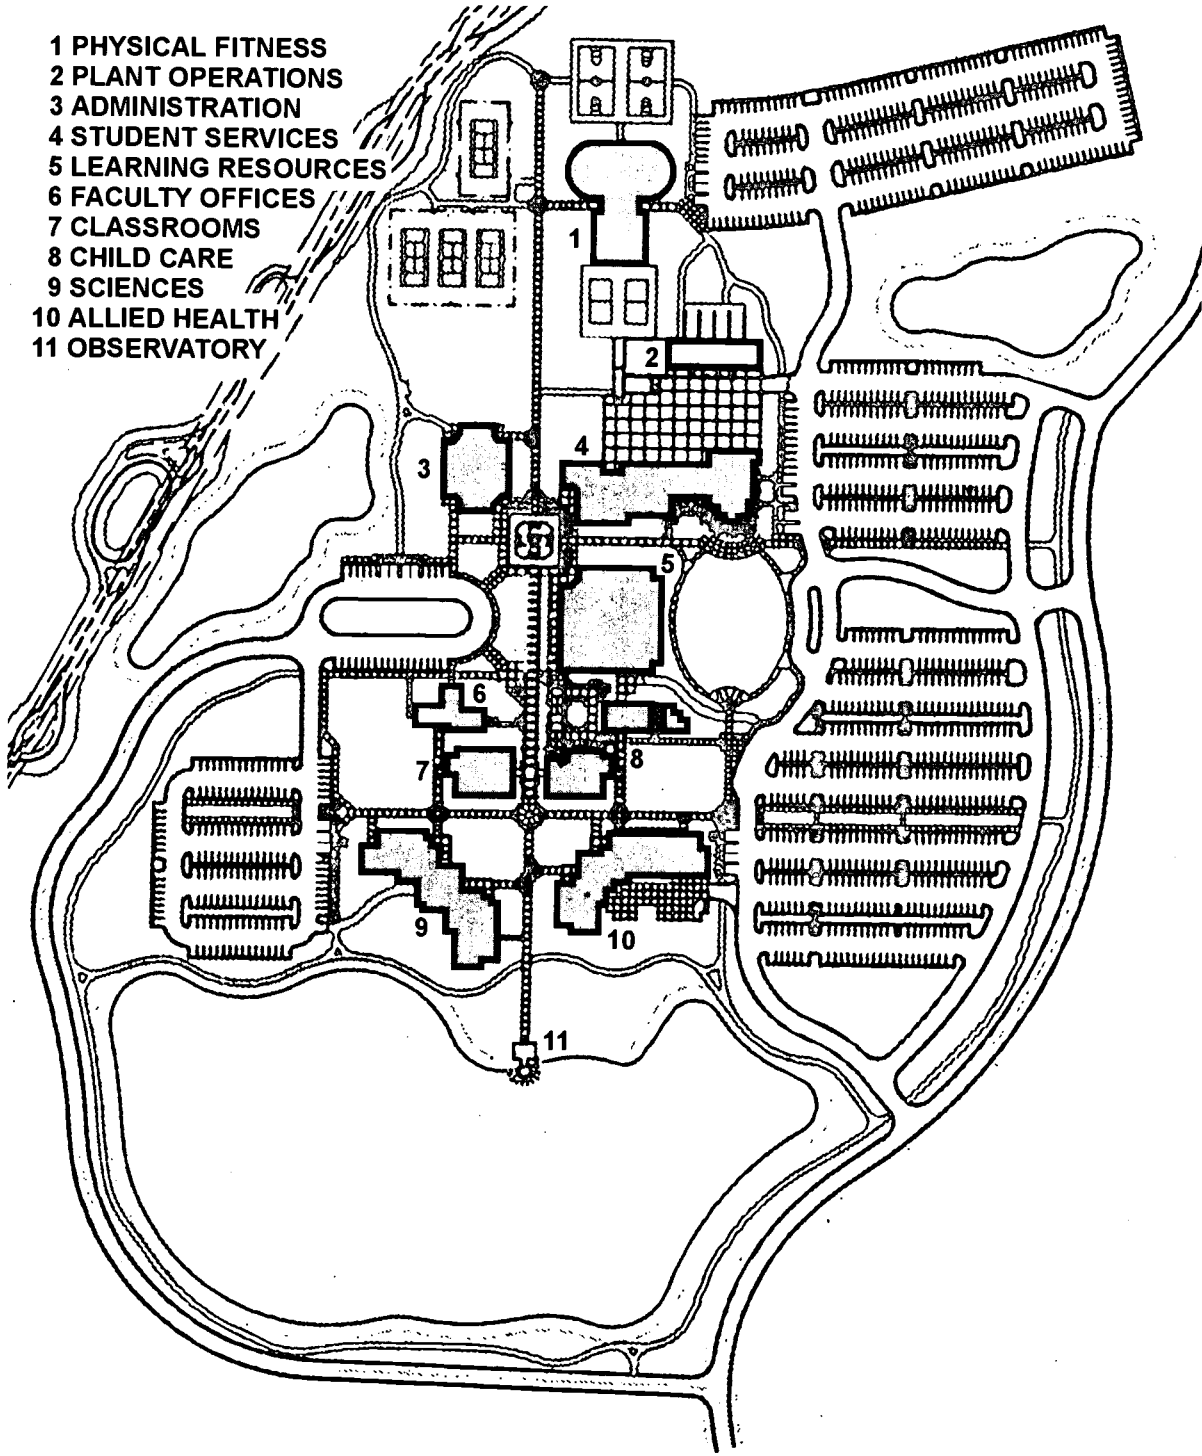 1 PHYSICAL FITNESS
2 PLANT OPERATIONS
3 ADMINISTRATION
4 STUDENT SERVICES
5 LEARNING RESOURCES
6 FACULTY OFFICES
7 CLASSROOMS
8 CHILD CARE
9 SCIENCES
10 ALLIED HEALTH
11 OBSERVATORY
1
2
4
3
5
6
7
8
9
10
11